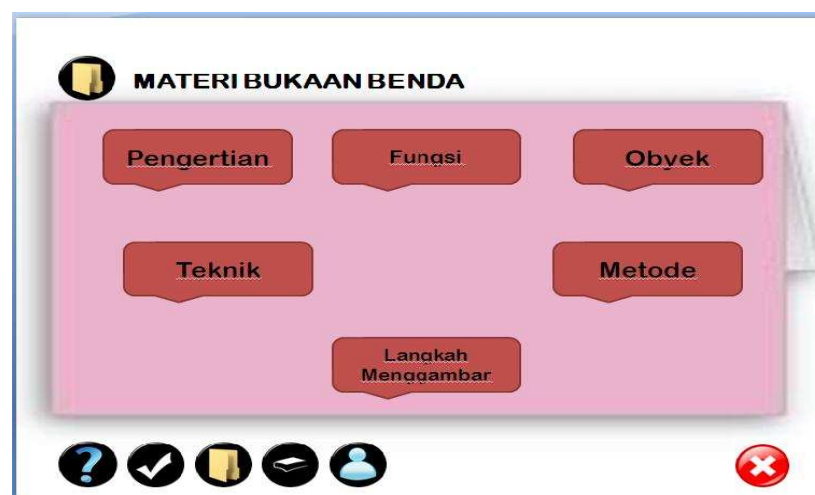 MATERI BUKAAN BENDA
Pengertian
Fungsi
Obyek
Teknik
Metode
Langkah
Menggambar